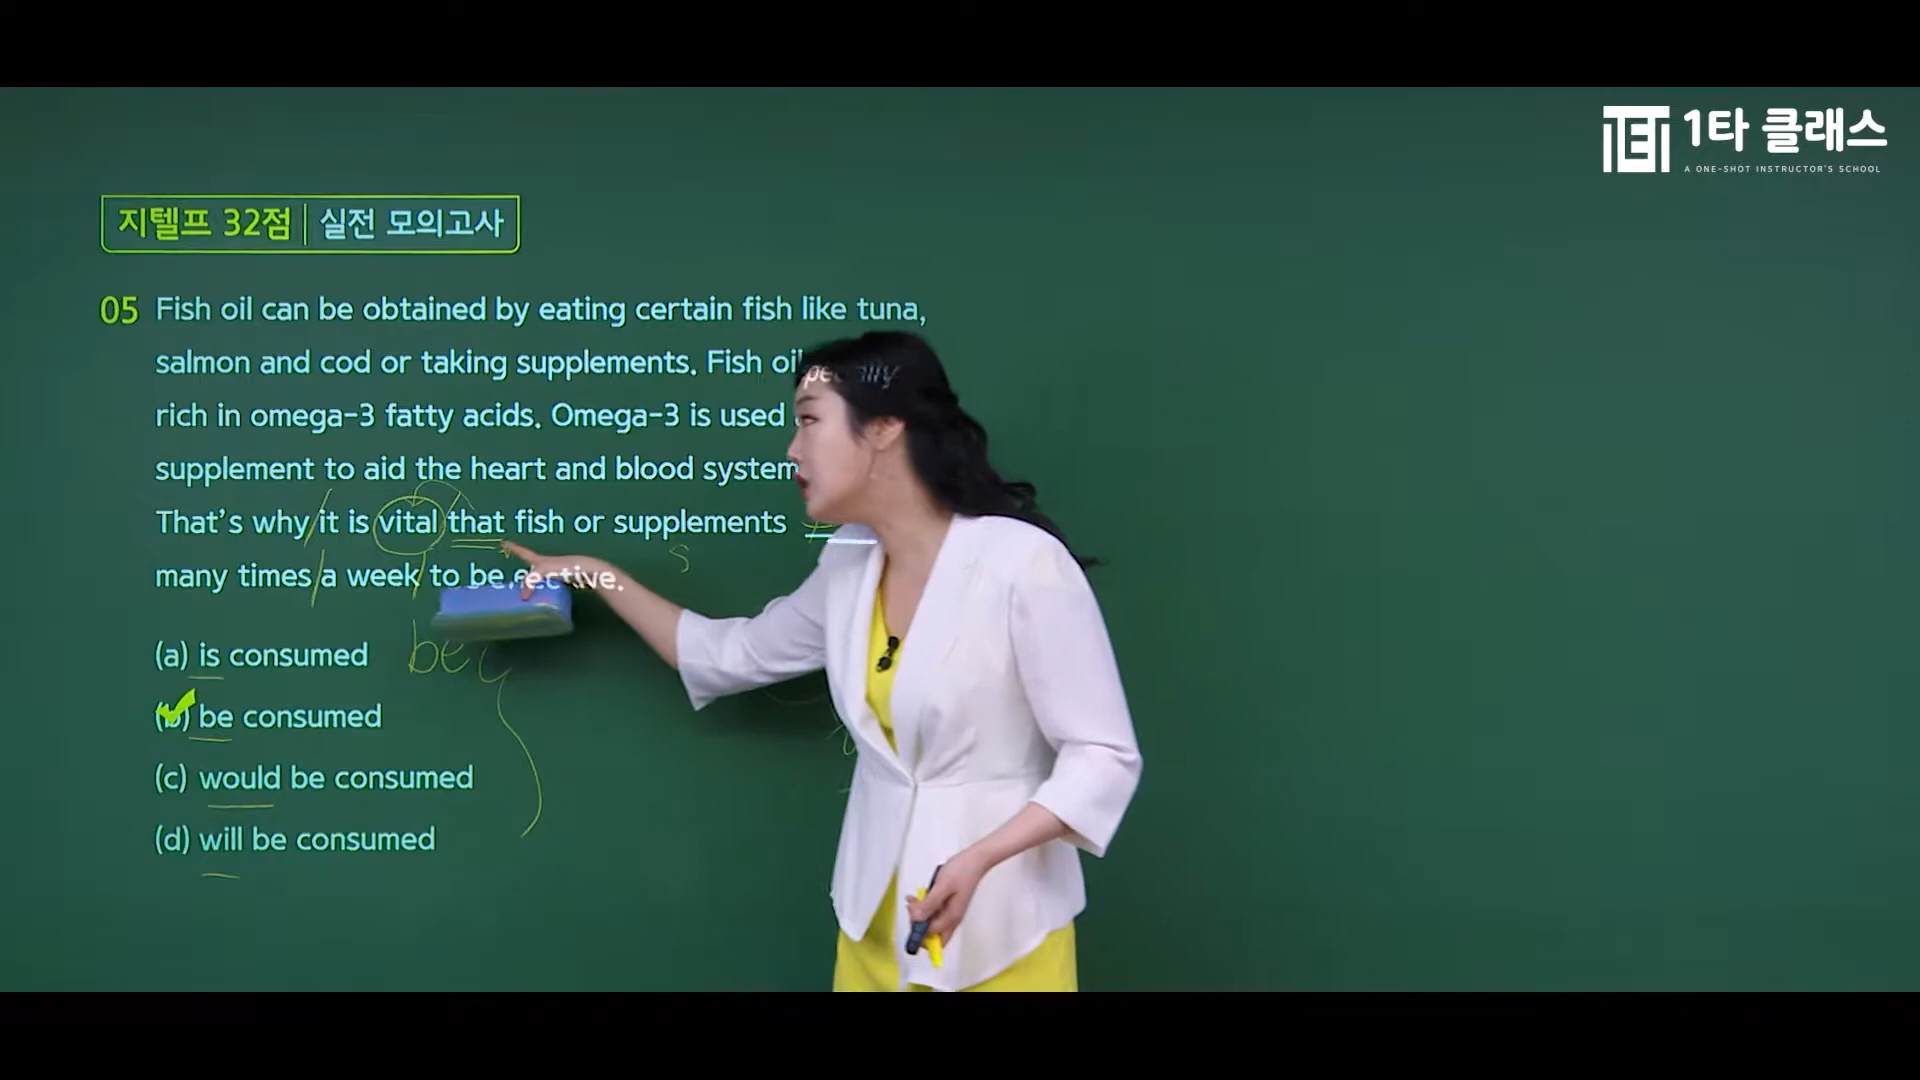 1타 클래스
A ONE-SHOT INSTRUCTOR'S SCHOOL
지텔프 32점 | 실전 모의고사
05 Fish oil can be obtained by eating certain fish like tuna,
salmon and cod or taking supplements. Fish oil
rich in omega-3 fatty acids. Omega-3 is used
supplement to aid the heart and blood system
That's why it is vital that fish or supplements
many times a week to be
(a) is consumed
(b) be consumed
(c) would be consumed
(d) will be consumed